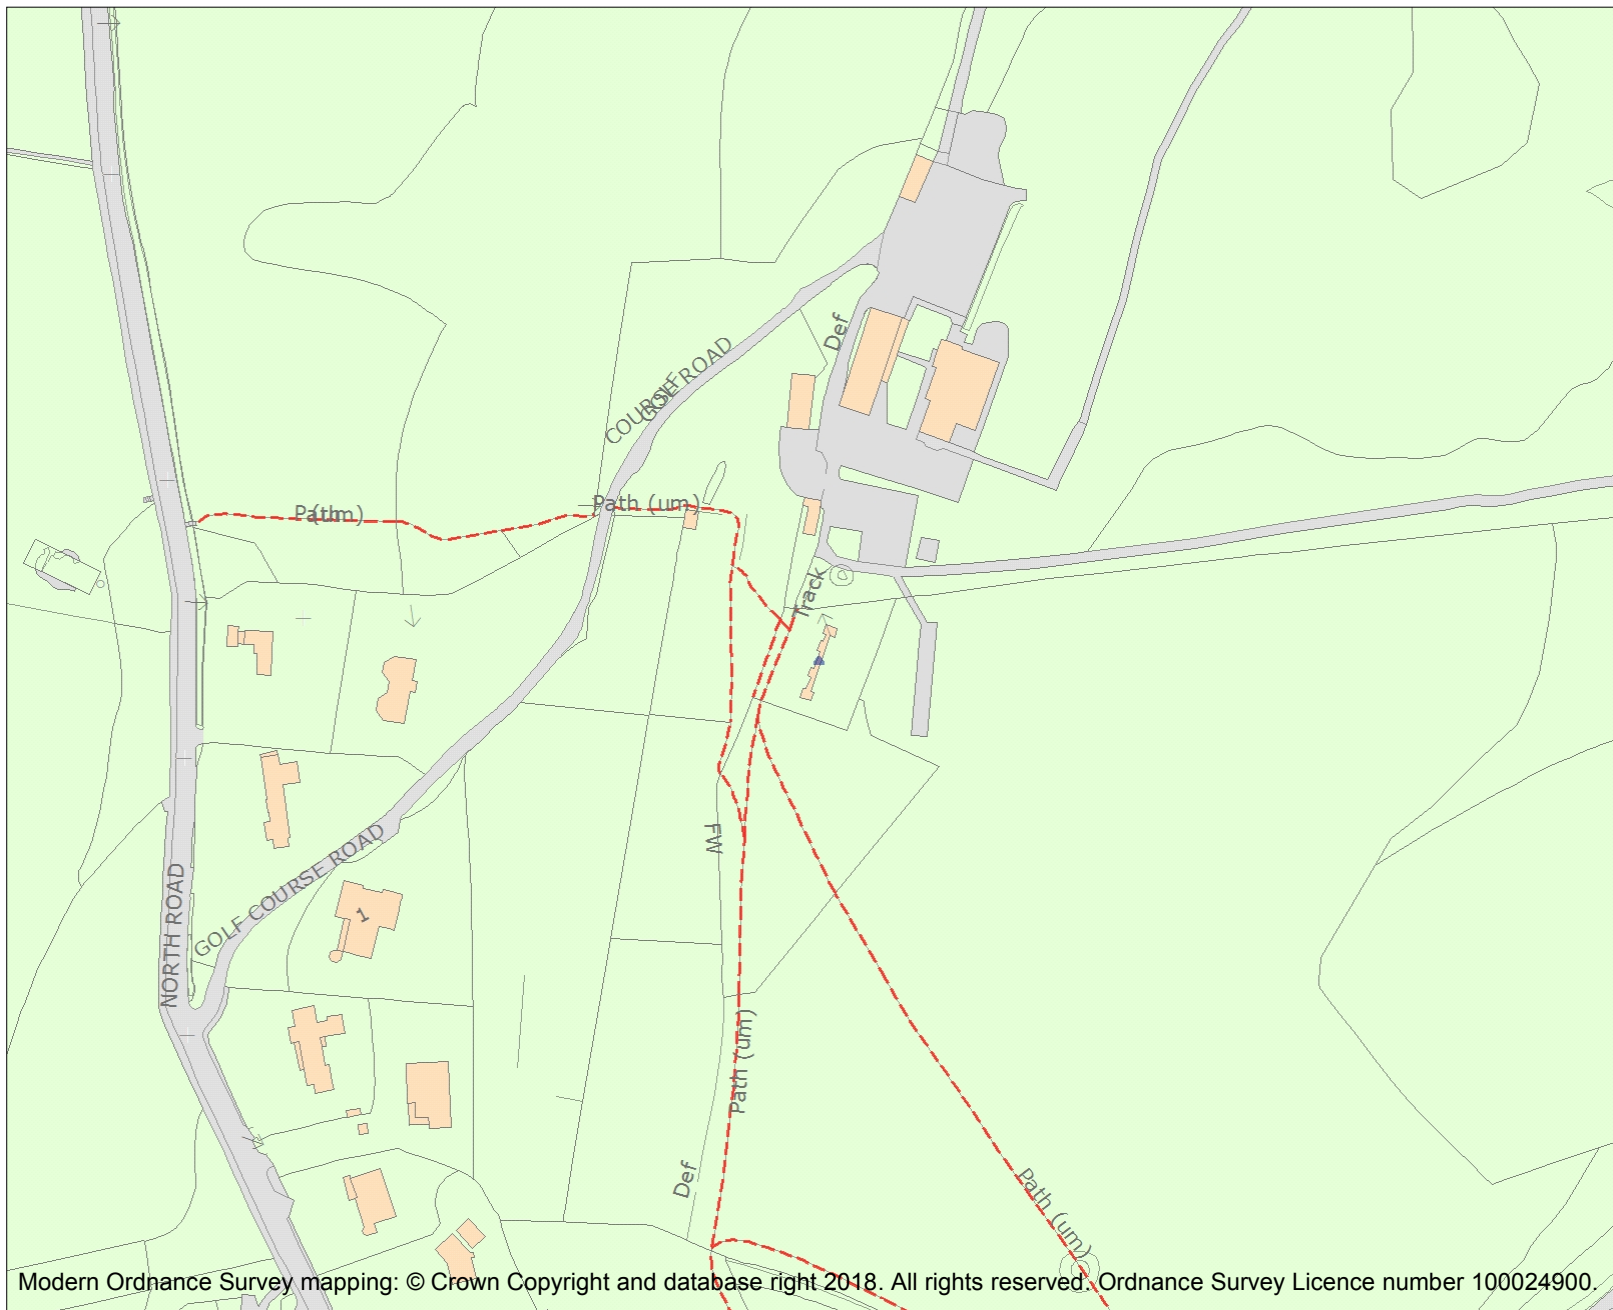 Def
COURSE ROAD
GOLF
Path (um)
Path (um)
Track
FW
GOLF COURSE ROAD
NORTH ROAD
1
Path (um)
Def
Path (um)
Modern Ordnance Survey mapping: © Crown Copyright and database right 2018. All rights reserved. Ordnance Survey Licence number 100024900.